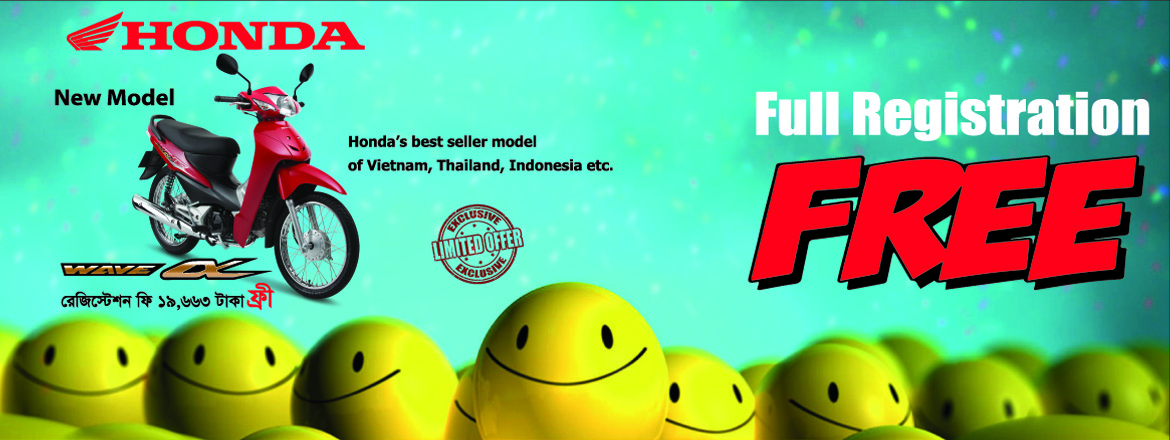 HONDA
New Model
Honda's best seller model
of Vietnam, Thailand, Indonesia etc.
EXCLUSIVE
LIMITED OFFER
EXCLUSIVE
WAVE α
রেজিস্টেশন ফি ১৯,৬৬৩ টাকা ফ্রী
Full Registration
FREE